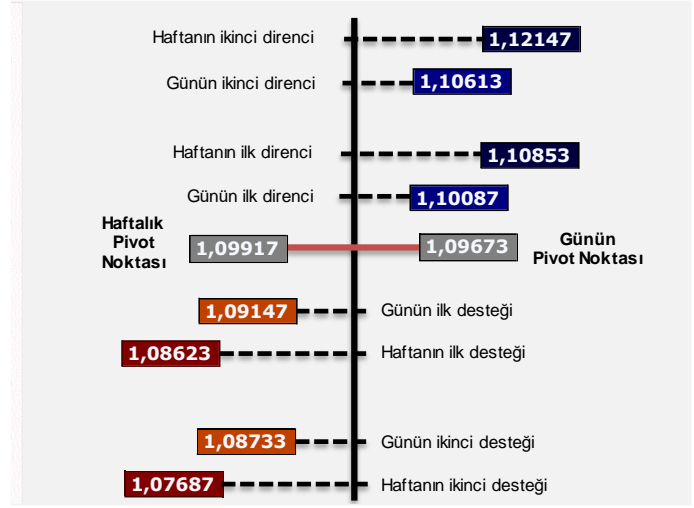 Haftanın ikinci direnci 1,12147
Günün ikinci direnci 1,10613
Haftanın ilk direnci 1,10853
Günün ilk direnci 1,10087
Haftalık
Pivot
Noktası
1,09917 1,09673
Günün
Pivot Noktası
1,09147 Günün ilk desteği
1,08623 Haftanın ilk desteği
1,08733 Günün ikinci desteği
1,07687 Haftanın ikinci desteği